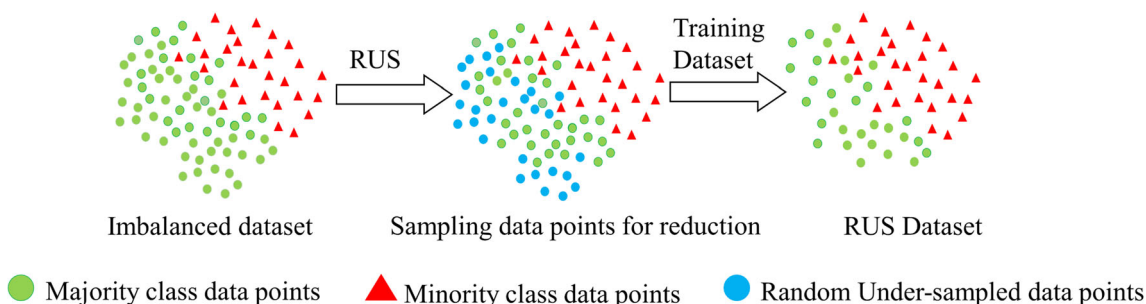 RUS
Training
Dataset
Imbalanced dataset
Sampling data points for reduction
RUS Dataset
Majority class data points
Minority class data points
Random Under-sampled data points